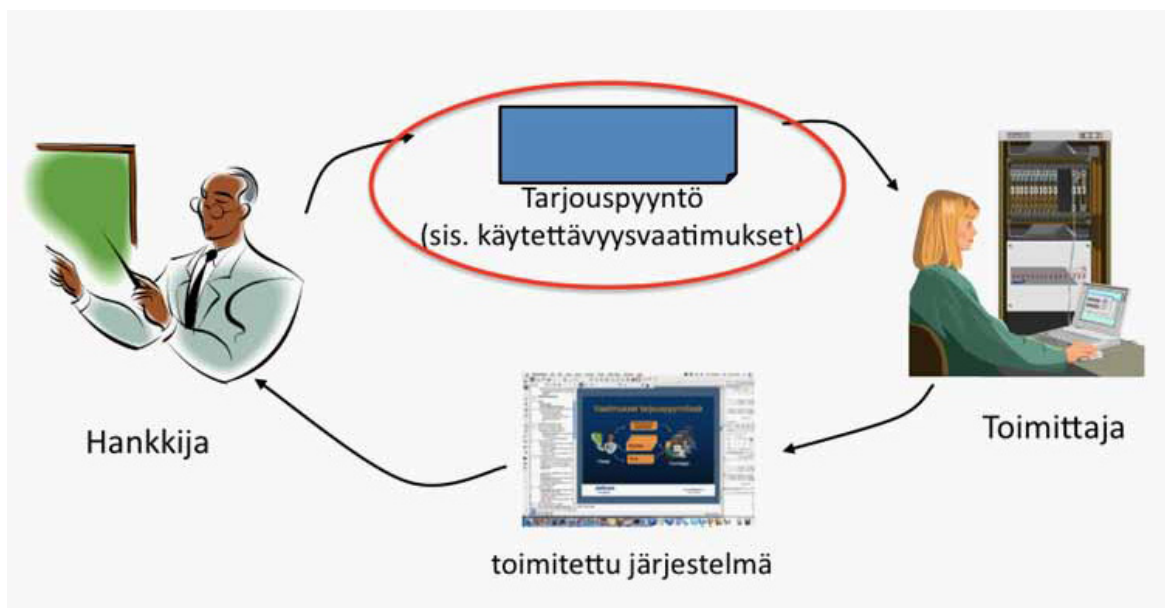 Tarjouspyyntö
(sis. käytettävyysvaatimukset)
Hankkija
Toimittaja
toimitettu järjestelmä